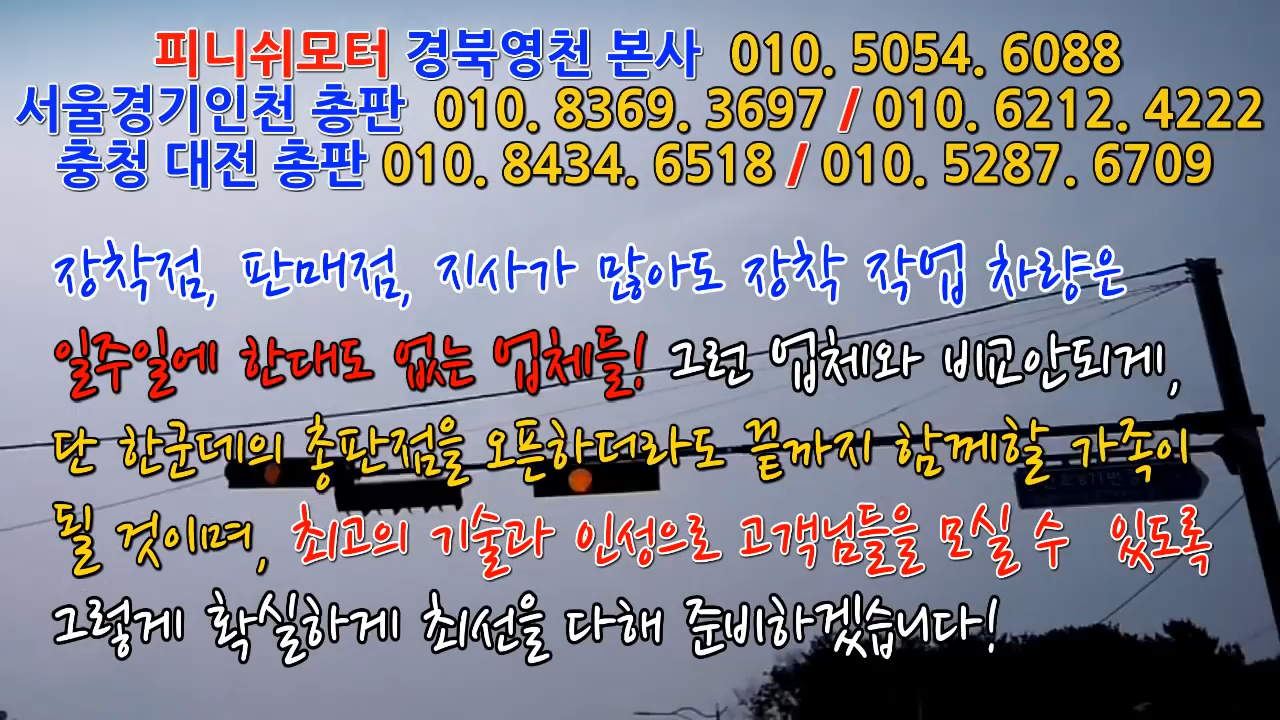 피니쉬모터 경북영천 본사 010. 5054. 6088
서울경기인천 총판 010. 8369. 3697 / 010. 6212. 4222
충청 대전 총판 010. 8434. 6518 / 010. 5287. 6709
장착점, 판매점, 지사가 많아도 장착 작업 차량은
일주일에 한대도 없는 업체들! 그런 업체와 비교안되게,
단 한군데의 총판점을 오픈하더라도 끝까지 함께할 가족이
될 것이며, 최고의 기술과 인성으로 고객님들을 모실 수 있도록
그렇게 확실하게 최선을 다해 준비하겠습니다!